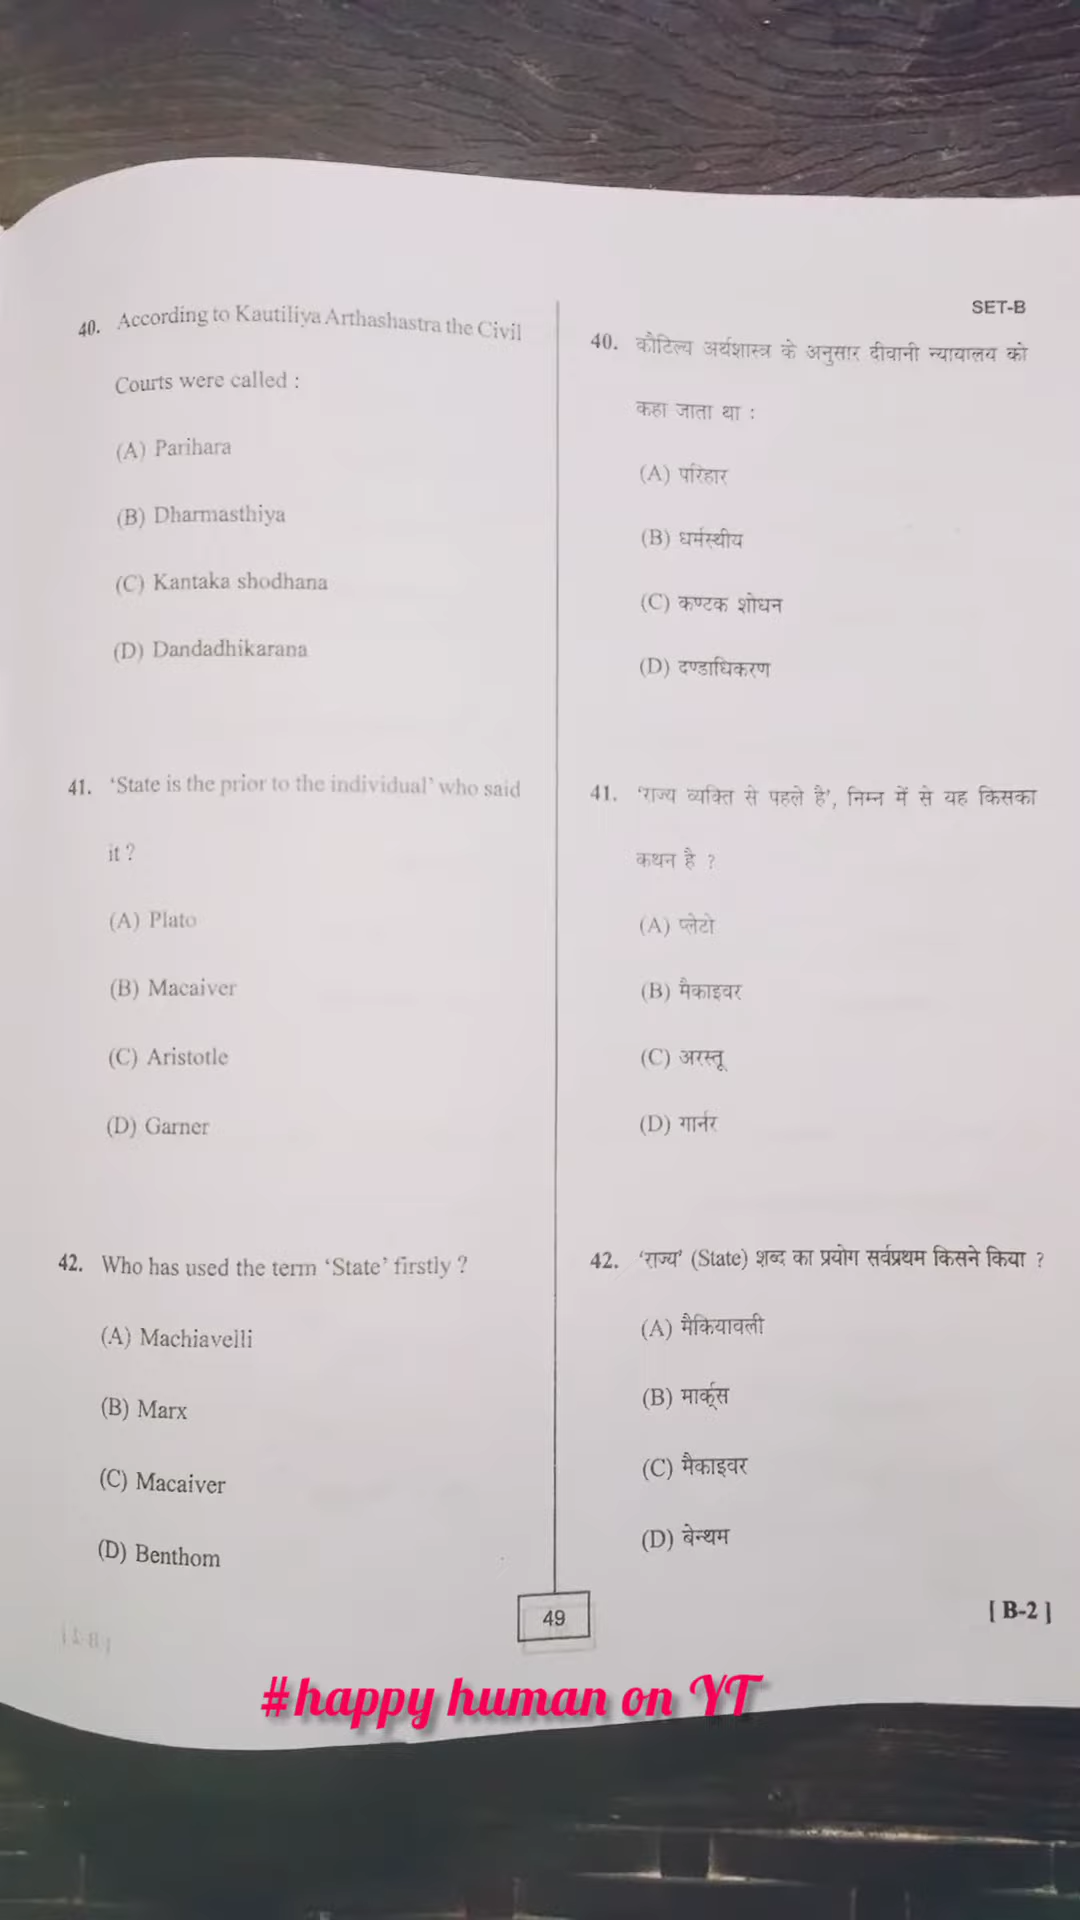 SET-B
40. According to Kautiliya Arthashastra the Civil
Courts were called :
(A) Parihara
(B) Dharmasthiya
(C) Kantaka shodhana
(D) Dandadhikarana
41. ‘State is the prior to the individual’ who said
it ?
(A) Plato
(B) Macaiver
(C) Aristotle
(D) Garner
42. Who has used the term ‘State’ firstly ?
(A) Machiavelli
(B) Marx
(C) Macaiver
(D) Benthom
40. कौटिल्य अर्थशास्त्र के अनुसार दीवानी न्यायालय को
कहा जाता था :
(A) परिहार
(B) धर्मस्थीय
(C) कण्टक शोधन
(D) दण्डाधिकरण
41. ‘राज्य व्यक्ति से पहले है’, निम्न में से यह किसका
कथन है ?
(A) प्लेटो
(B) मैकाइवर
(C) अरस्तू
(D) गार्नर
42. ‘राज्य’ (State) शब्द का प्रयोग सर्वप्रथम किसने किया ?
(A) मैकियावली
(B) मार्क्स
(C) मैकाइवर
(D) बेन्थम
49
[ B-2 ]
#happy human on YT